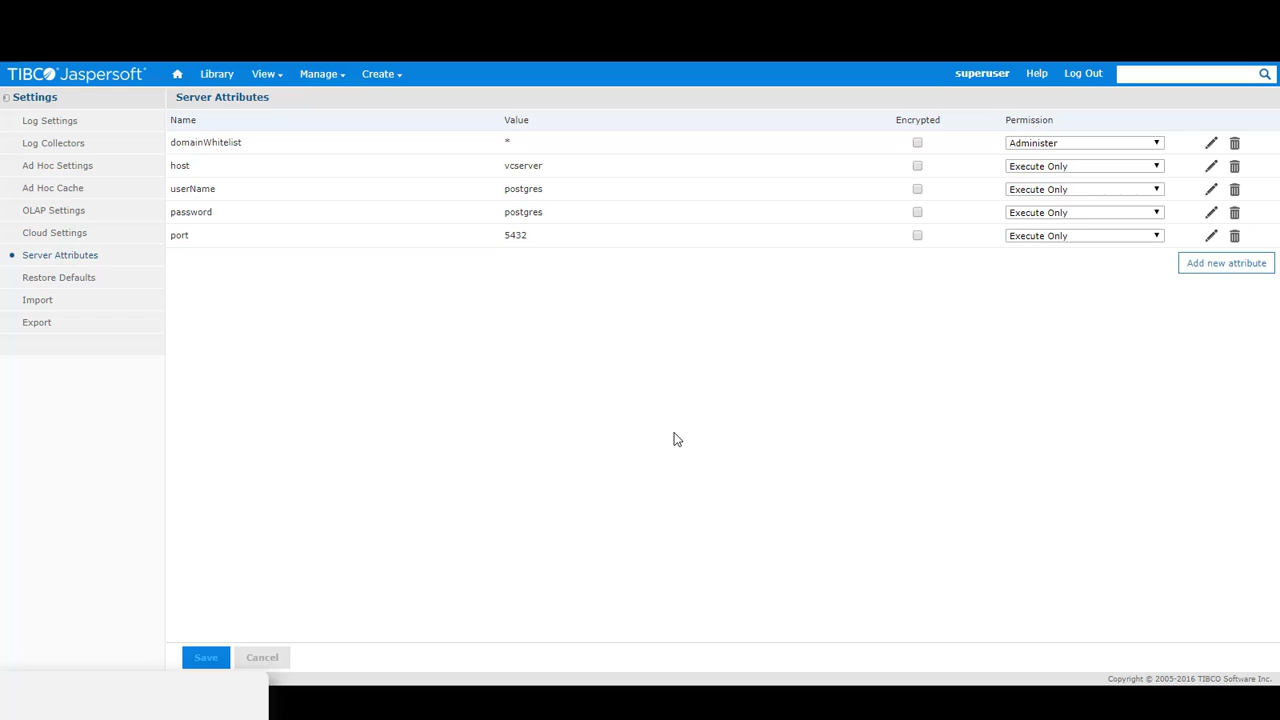 TIBCO Jaspersoft® Library View Manage Create superuser Help Log Out
Settings
Server Attributes
Log Settings
Log Collectors
Ad Hoc Settings
Ad Hoc Cache
OLAP Settings
Cloud Settings
Server Attributes
Restore Defaults
Import
Export
Name Value Encrypted Permission
domainWhitelist * Administer
host vcserver Execute Only
userName postgres Execute Only
password postgres Execute Only
port 5432 Execute Only
Add new attribute
Save Cancel
Copyright © 2005-2016 TIBCO Software Inc.